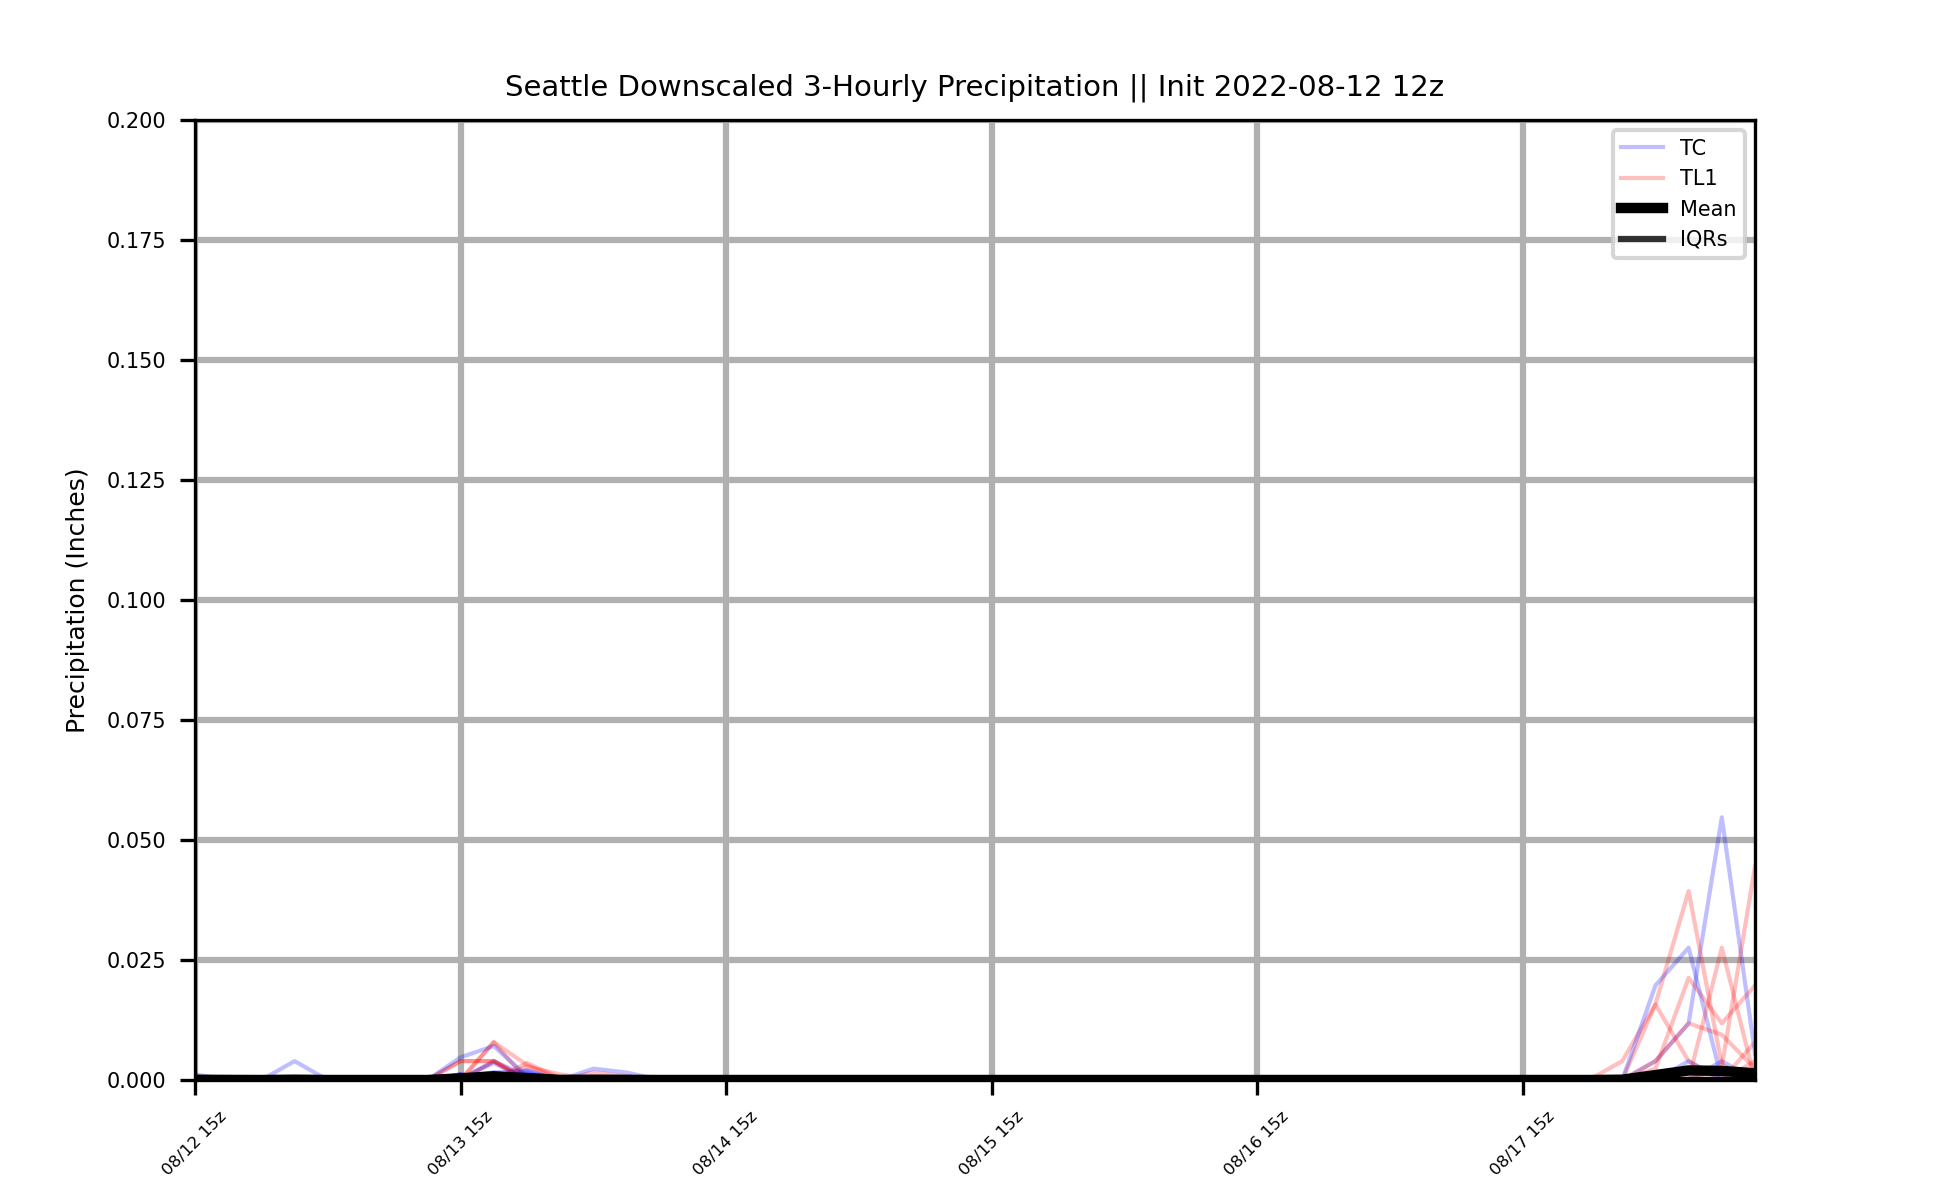 Seattle Downscaled 3-Hourly Precipitation || Init 2022-08-12 12z
TC
TL1
Mean
IQRs
Precipitation (Inches)
0.200
0.175
0.150
0.125
0.100
0.075
0.050
0.025
0.000
08/12 15z
08/13 15z
08/14 15z
08/15 15z
08/16 15z
08/17 15z